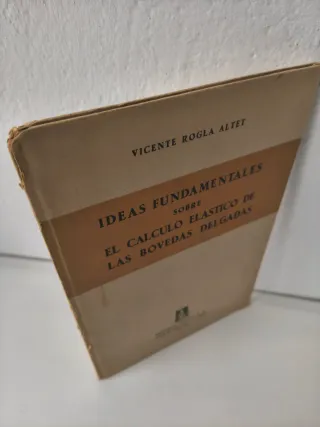 VICENTE ROGLA ALTET
IDEAS FUNDAMENTALES
SOBRE
EL CALCULO ELASTICO DE
LAS BOVEDAS DELGADAS